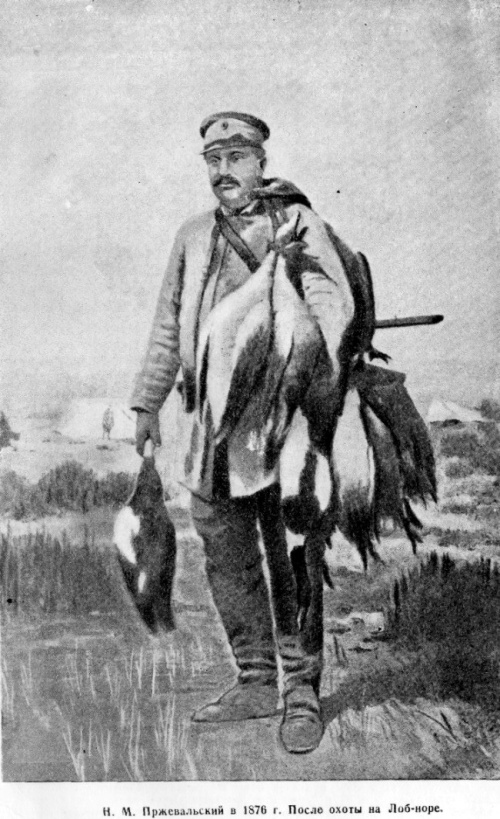 Н. М. Пржевальский в 1876 г. После охоты на Лоб-норе.